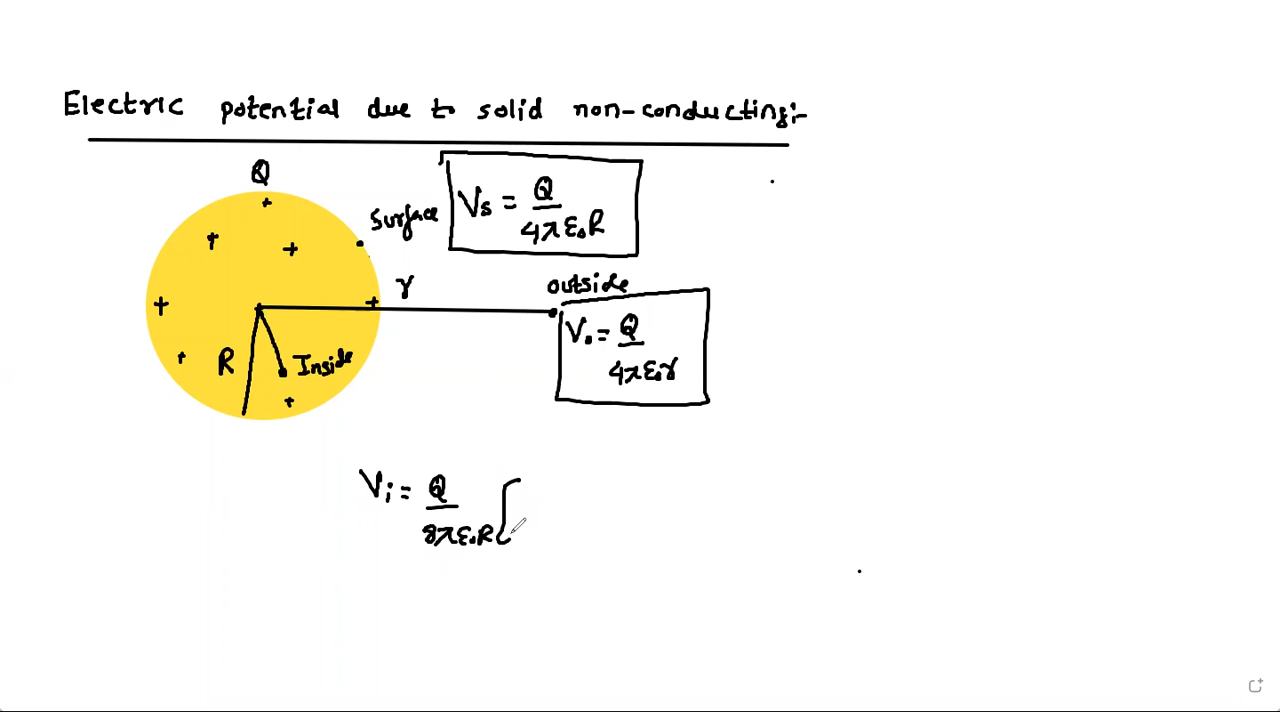 Electric potential due to solid non-conducting:-
Q
Surface
Vs = Q / 4πε₀R
r
outside
V₀ = Q / 4πε₀r
R
Inside
Vi = Q / 8πε₀R [